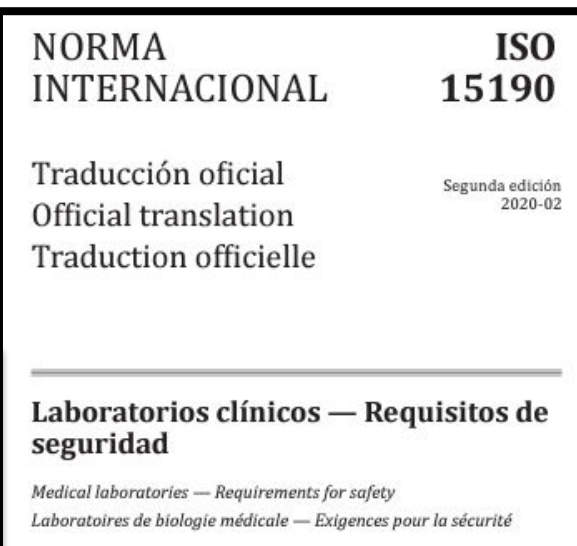 NORMA
INTERNACIONAL
ISO
15190
Traducción oficial
Official translation
Traduction officielle
Segunda edición
2020-02
Laboratorios clínicos — Requisitos de
seguridad
Medical laboratories — Requirements for safety
Laboratoires de biologie médicale — Exigences pour la sécurité